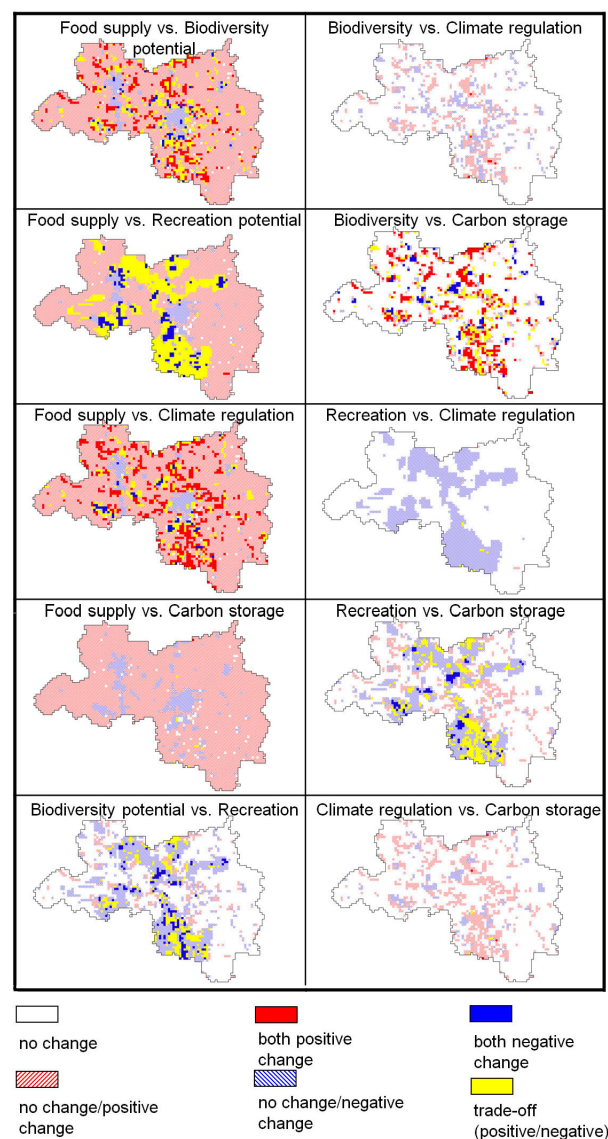 Food supply vs. Biodiversity
potential
Biodiversity vs. Climate regulation
Food supply vs. Recreation potential
Biodiversity vs. Carbon storage
Food supply vs. Climate regulation
Recreation vs. Climate regulation
Food supply vs. Carbon storage
Recreation vs. Carbon storage
Biodiversity potential vs. Recreation
Climate regulation vs. Carbon storage
no change
both positive
change
both negative
change
no change/positive
change
no change/negative
change
trade-off
(positive/negative)